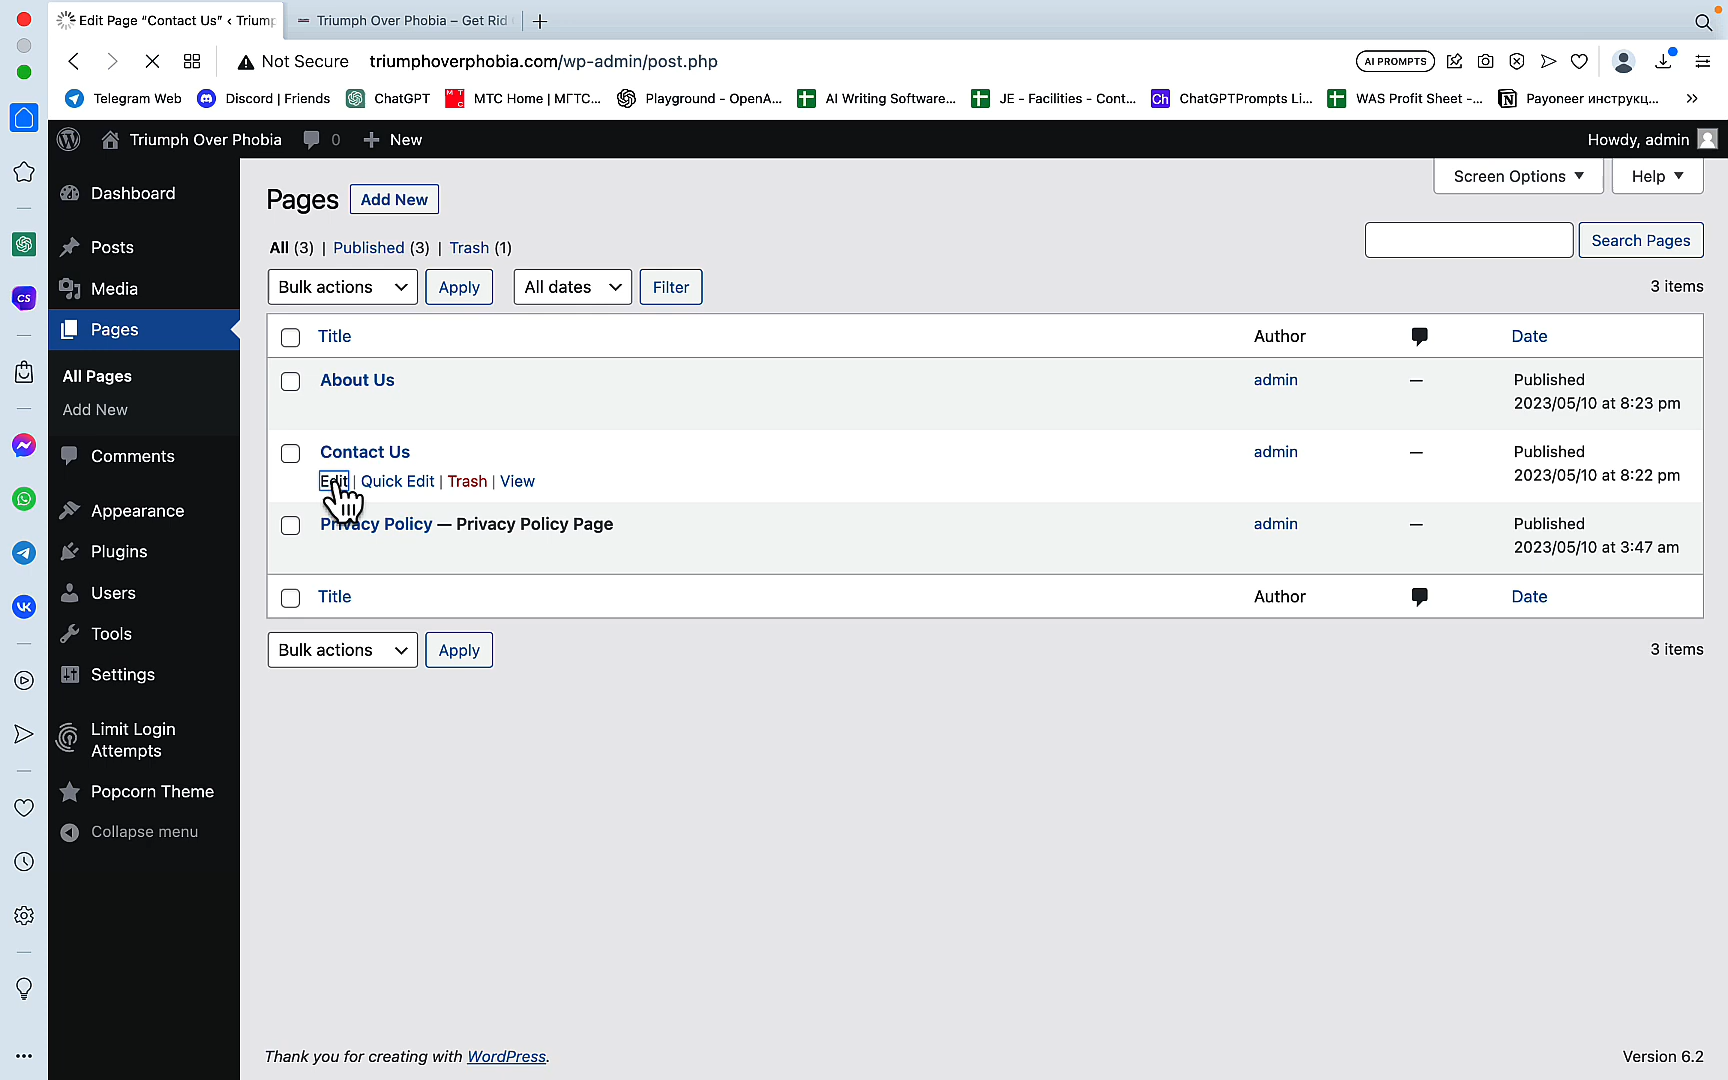 Edit Page “Contact Us” ‹ Triump
Triumph Over Phobia – Get Rid
Not Secure triumphoverphobia.com/wp-admin/post.php
AI PROMPTS
Telegram Web Discord | Friends ChatGPT МТС Home | МГТС... Playground - OpenA... AI Writing Software... JE - Facilities - Cont... ChatGPTPrompts Li... WAS Profit Sheet -... Payoneer инструкц...
Triumph Over Phobia 0 New Howdy, admin
Dashboard
Posts
Media
Pages
All Pages
Add New
Comments
Appearance
Plugins
Users
Tools
Settings
Limit Login
Attempts
Popcorn Theme
Collapse menu
Screen Options Help
Pages Add New
All (3) | Published (3) | Trash (1)
Search Pages
Bulk actions Apply All dates Filter 3 items
Title Author Date
About Us admin — Published
2023/05/10 at 8:23 pm
Contact Us admin — Published
2023/05/10 at 8:22 pm
Edit | Quick Edit | Trash | View
Privacy Policy — Privacy Policy Page admin — Published
2023/05/10 at 3:47 am
Title Author Date
Bulk actions Apply 3 items
Thank you for creating with WordPress.
Version 6.2